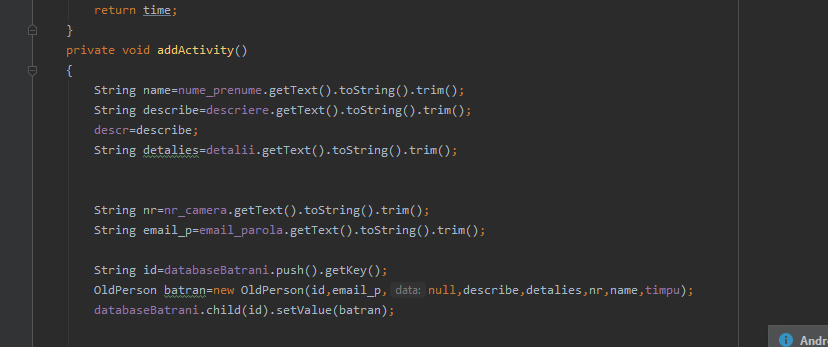 return time;
}
private void addActivity()
{
String name=nume_prenume.getText().toString().trim();
String describe=descriere.getText().toString().trim();
descr=describe;
String detalies=detalii.getText().toString().trim();
String nr=nr_camera.getText().toString().trim();
String email_p=email_parola.getText().toString().trim();
String id=databaseBatrani.push().getKey();
OldPerson batran=new OldPerson(id,email_p, data: null,describe,detalies,nr,name,timpu);
databaseBatrani.child(id).setValue(batran);